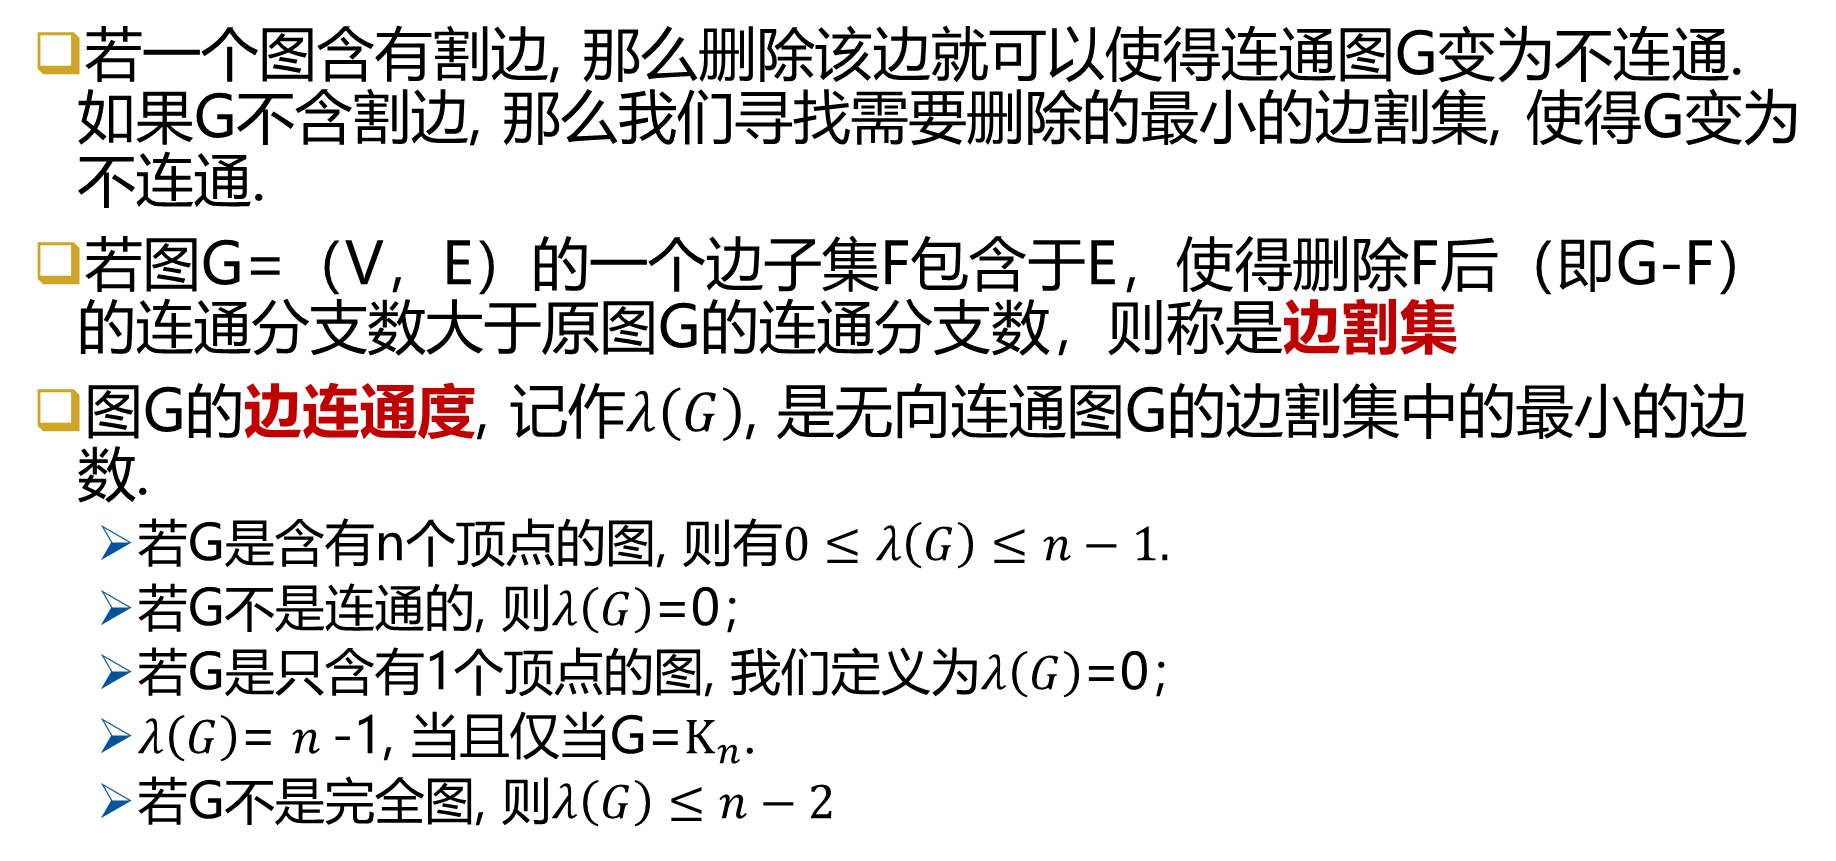 ❑若一个图含有割边, 那么删除该边就可以使得连通图G变为不连通.
如果G不含割边, 那么我们寻找需要删除的最小的边割集, 使得G变为
不连通.
❑若图G=（V，E）的一个边子集F包含于E，使得删除F后（即G-F）
的连通分支数大于原图G的连通分支数，则称是边割集
❑图G的边连通度, 记作λ(G), 是无向连通图G的边割集中的最小的边
数.
➢若G是含有n个顶点的图, 则有0 ≤ λ(G) ≤ n − 1.
➢若G不是连通的, 则λ(G)=0；
➢若G是只含有1个顶点的图, 我们定义为λ(G)=0；
➢λ(G)= n -1, 当且仅当G=Kₙ.
➢若G不是完全图, 则λ(G) ≤ n − 2